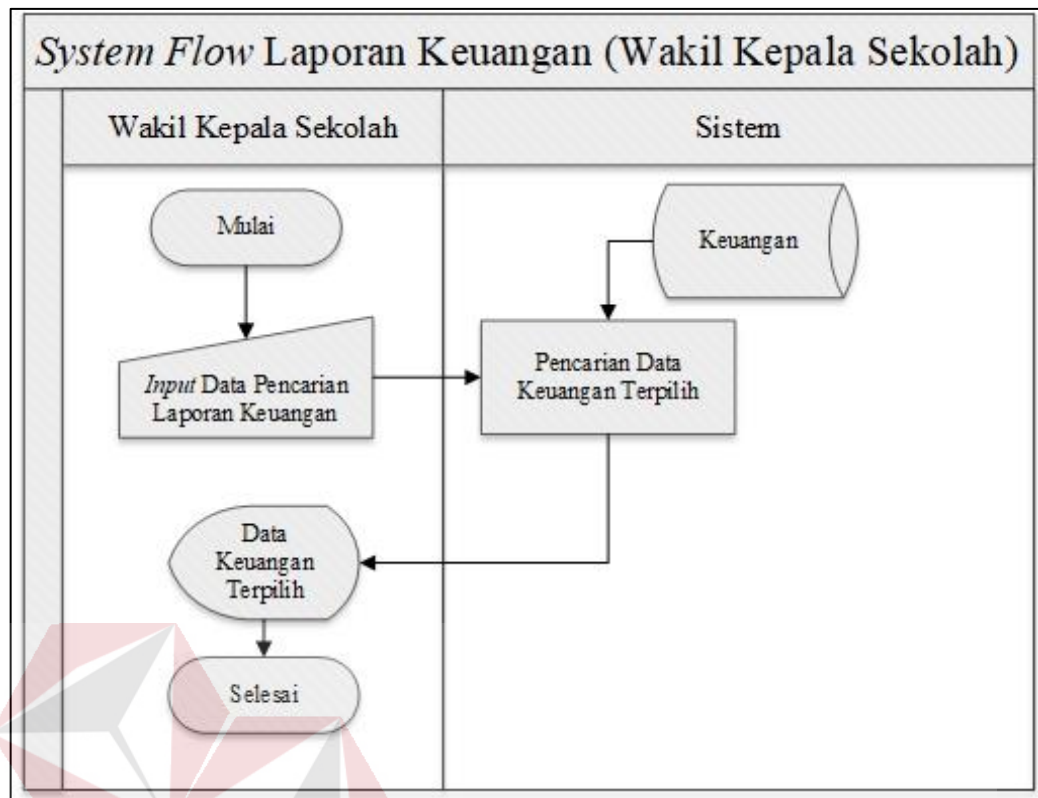 System Flow Laporan Keuangan (Wakil Kepala Sekolah)
Wakil Kepala Sekolah
Sistem
Mulai
Keuangan
Input Data Pencarian
Laporan Keuangan
Pencarian Data
Keuangan Terpilih
Data
Keuangan
Terpilih
Selesai